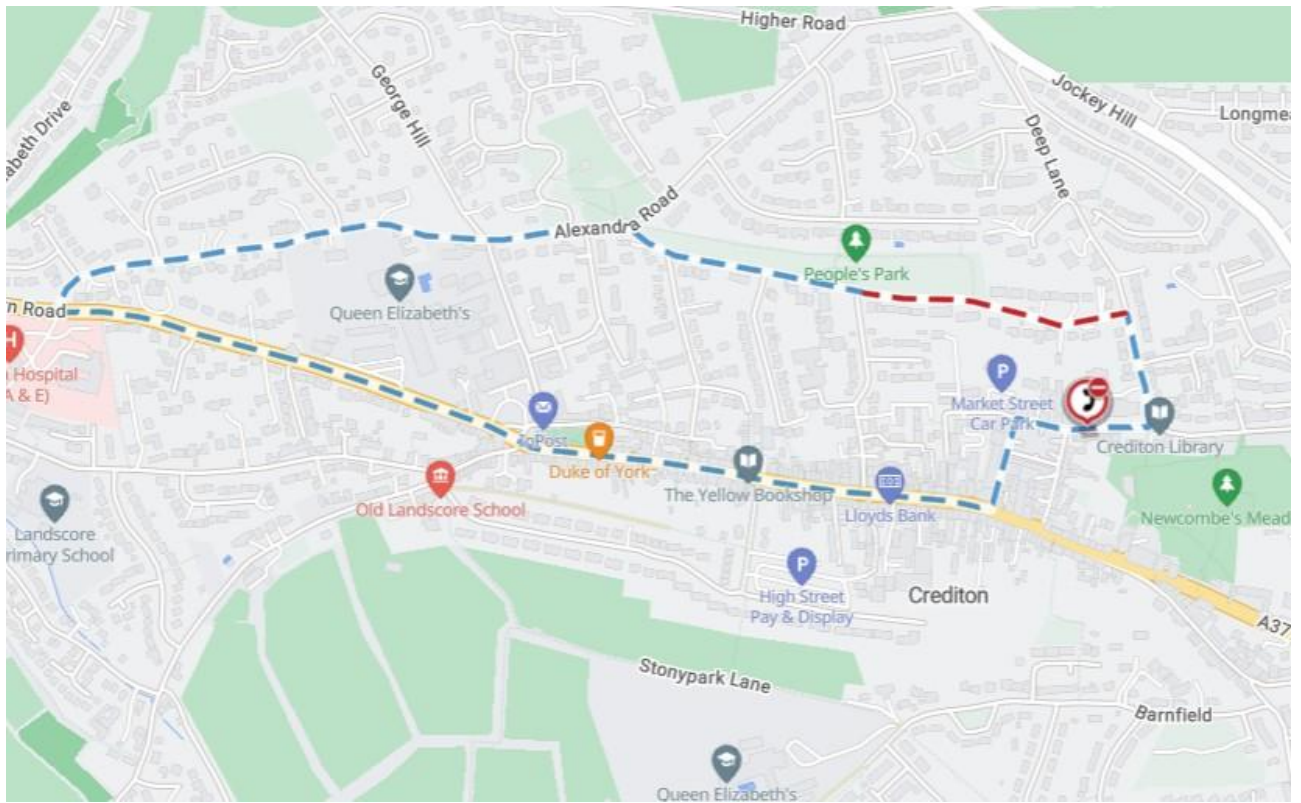 Higher Road
Jockey Hill
Longmea
George Hill
abeth Drive
Deep Lane
Alexandra Road
People's Park
Queen Elizabeth's
n Road
Hospital
A & E)
Market Street
Car Park
Crediton Library
Duke of York
The Yellow Bookshop
Lloyds Bank
Old Landscore School
Newcombe's Mead
Landscore
rimary School
High Street
Pay & Display
Crediton
A37
Stonypark Lane
Barnfield
Queen Elizabeth's